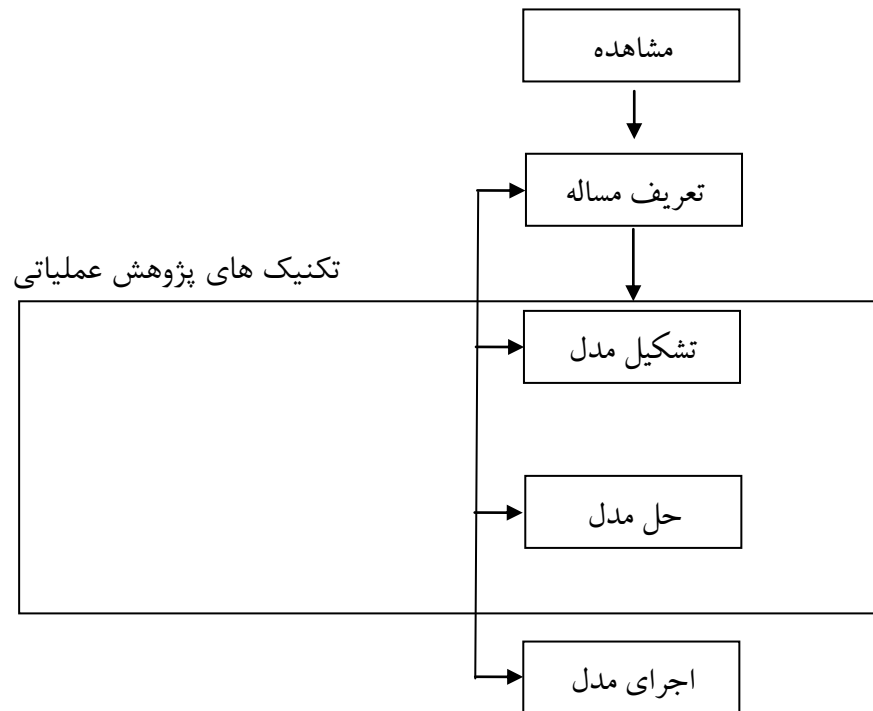 مشاهده
تعریف مساله
تکنیک های پژوهش عملیاتی
تشکیل مدل
حل مدل
اجرای مدل